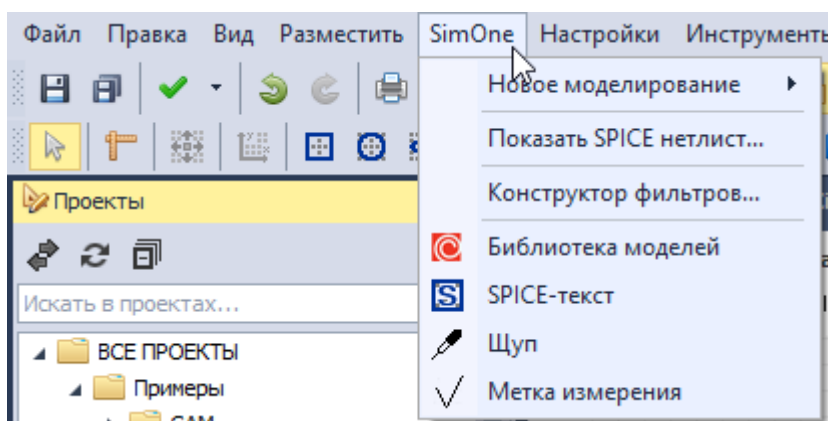 Файл Правка Вид Разместить SimOne Настройки Инструменты
Новое моделирование
Показать SPICE нетлист...
Конструктор фильтров...
Проекты
Библиотека моделей
Искать в проектах...
SPICE-текст
ВСЕ ПРОЕКТЫ
Щуп
Примеры
Метка измерения